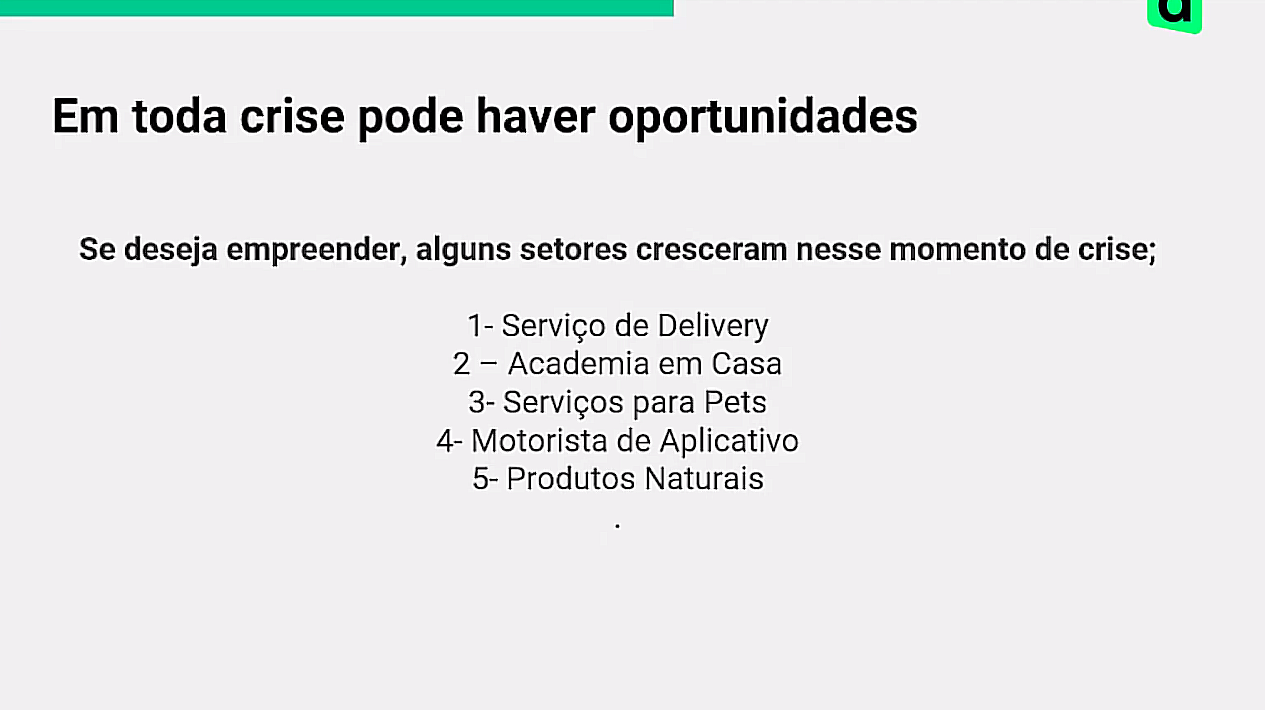 d
Em toda crise pode haver oportunidades
Se deseja empreender, alguns setores cresceram nesse momento de crise;
1- Serviço de Delivery
2 – Academia em Casa
3- Serviços para Pets
4- Motorista de Aplicativo
5- Produtos Naturais
.